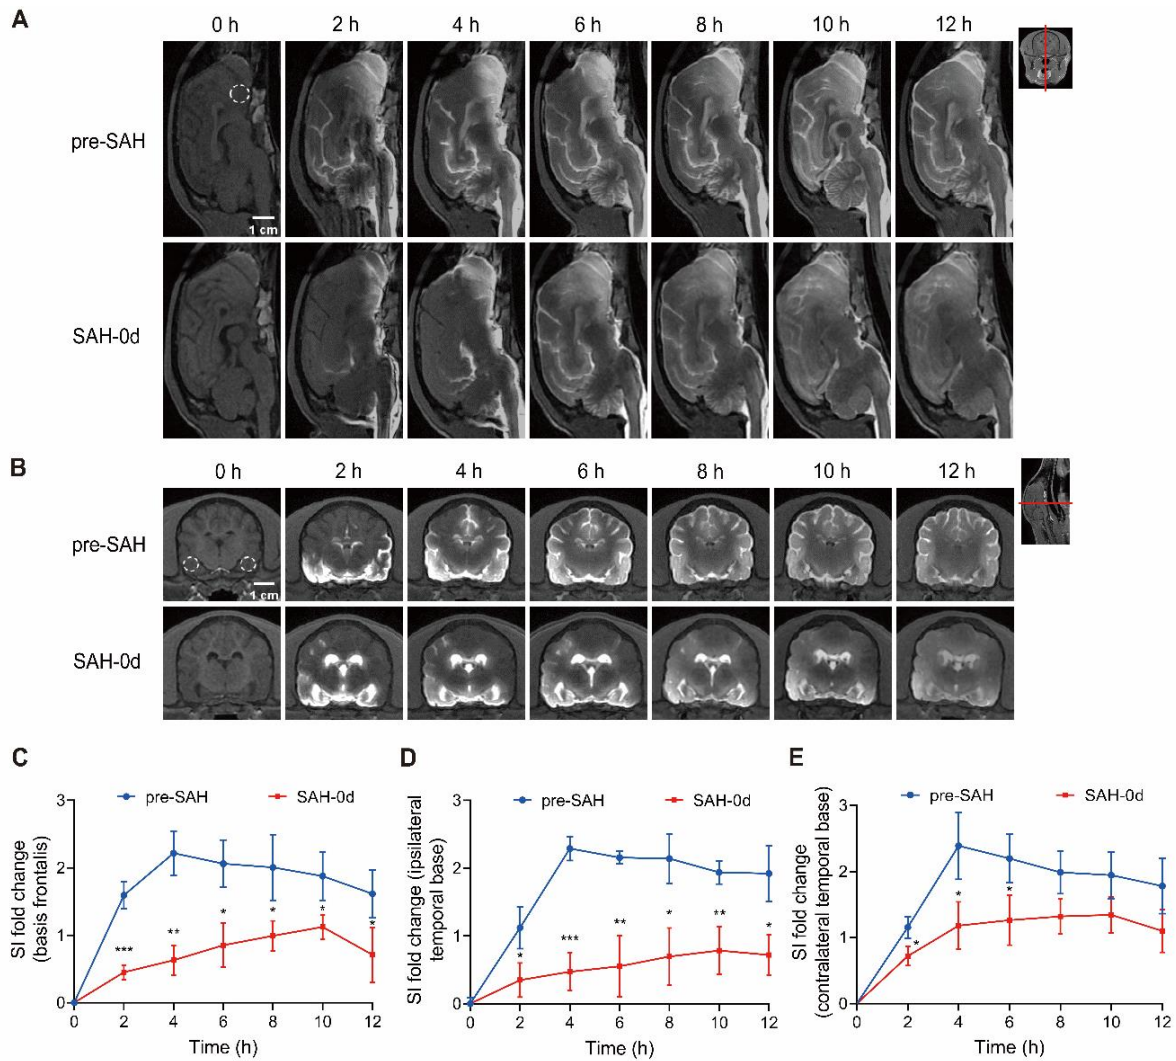 A
0 h 2 h 4 h 6 h 8 h 10 h 12 h
pre-SAH
1 cm
SAH-0d
B
0 h 2 h 4 h 6 h 8 h 10 h 12 h
pre-SAH
1 cm
SAH-0d
C
pre-SAH SAH-0d
SI fold change
(basis frontalis)
3
2
1
0
*** ** * * * *
0 2 4 6 8 10 12
Time (h)
D
pre-SAH SAH-0d
SI fold change (ipsilateral
temporal base)
3
2
1
0
* *** ** * ** *
0 2 4 6 8 10 12
Time (h)
E
pre-SAH SAH-0d
SI fold change
(contralateral temporal base)
3
2
1
0
* * *
0 2 4 6 8 10 12
Time (h)